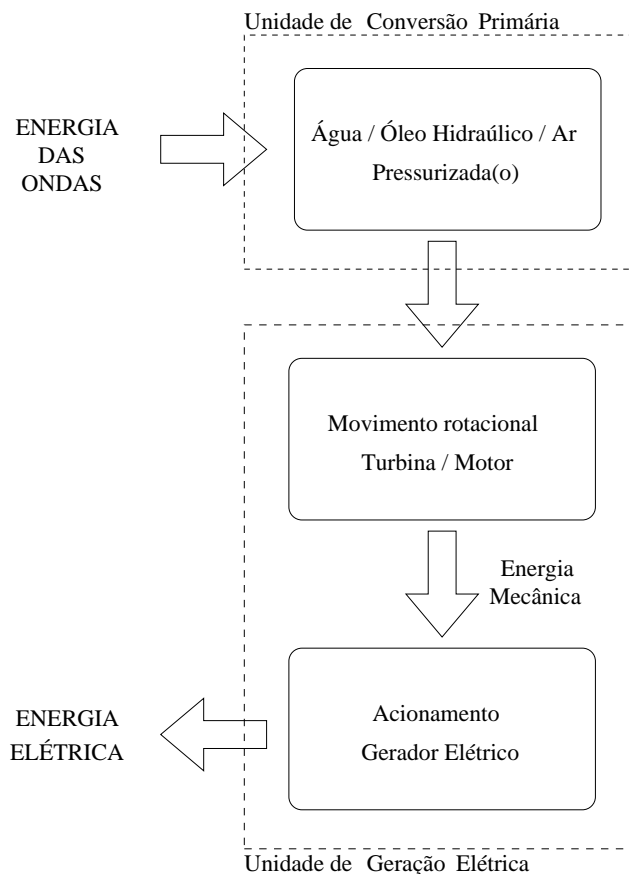 Unidade de Conversão Primária
ENERGIA
DAS
ONDAS
Água / Óleo Hidraúlico / Ar
Pressurizada(o)
Movimento rotacional
Turbina / Motor
Energia
Mecânica
ENERGIA
ELÉTRICA
Acionamento
Gerador Elétrico
Unidade de Geração Elétrica